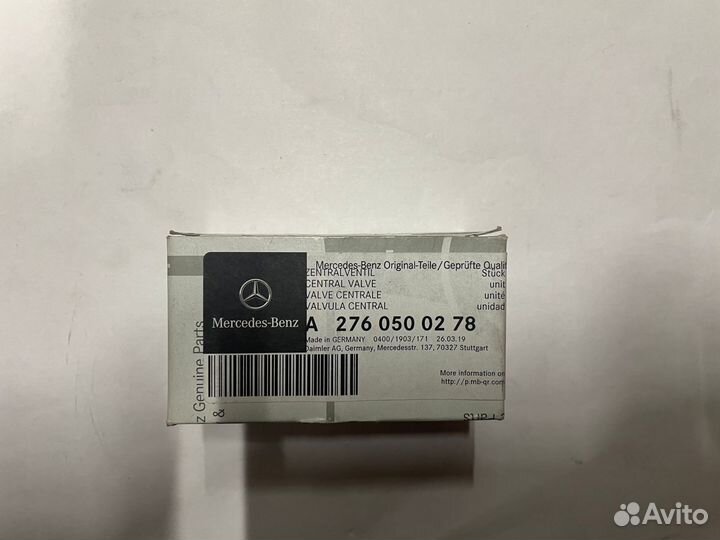 Mercedes-Benz Original-Teile/Geprüfte Qualit
ZENTRALVENTIL Stück
CENTRAL VALVE unit
VALVE CENTRALE unité
VALVULA CENTRAL unidad
Mercedes-Benz
A 276 050 02 78
Made in GERMANY 0400/1903/171 26.03.19
Daimler AG, Germany, Mercedesstr. 137, 70327 Stuttgart
More information on
http://p.mb-qr.com
z Genuine Parts
&
Avito